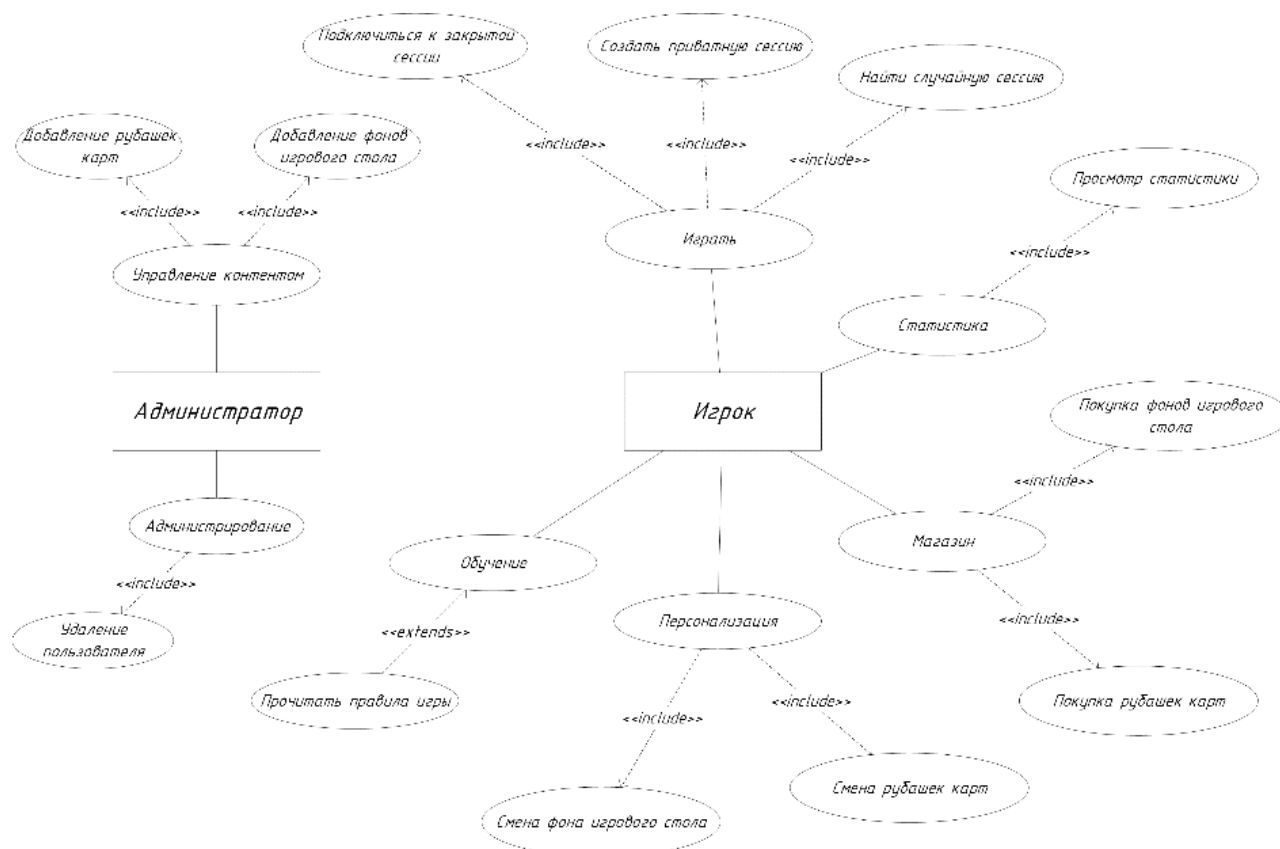 Подключиться к закрытой
сессии
Создать приватную сессию
Найти случайную сессию
Добавление рубашек
карт
Добавление фонов
игрового стола
<<include>>
<<include>>
<<include>>
Просмотр статистики
<<include>>
<<include>>
Играть
<<include>>
Управление контентом
Статистика
Администратор
Игрок
Покупка фонов игрового
стола
<<include>>
Администрирование
Магазин
Обучение
<<include>>
Персонализация
<<include>>
Удаление
пользователя
<<extends>>
Прочитать правила игры
<<include>>
<<include>>
Покупка рубашек карт
Смена рубашек карт
Смена фона игрового стола